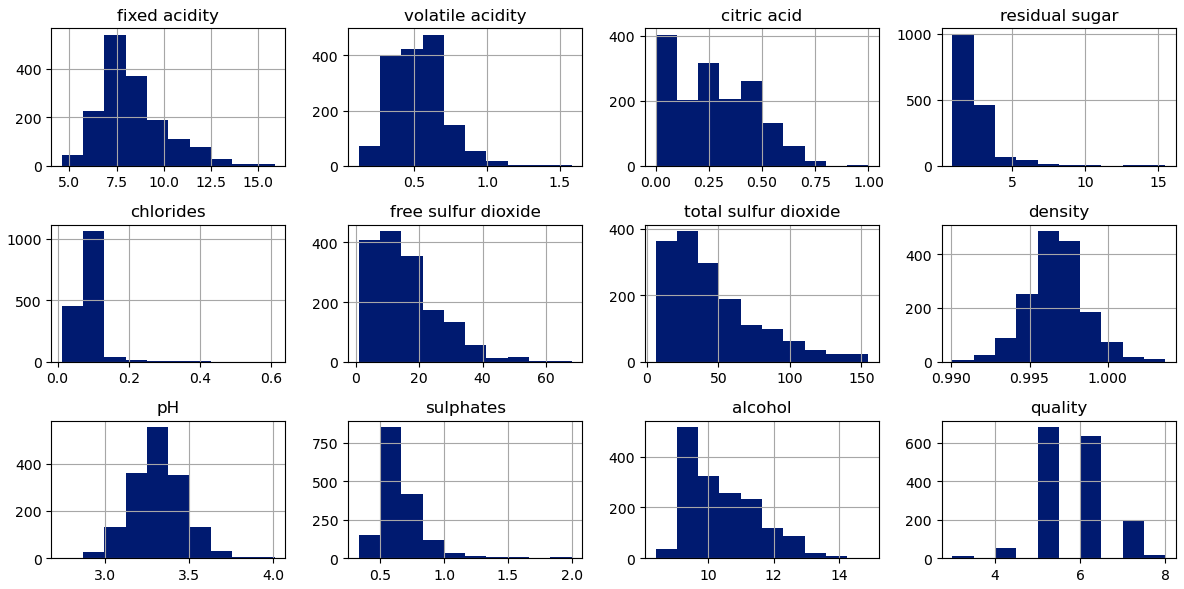 fixed acidity volatile acidity citric acid residual sugar
400 200 0 5.0 7.5 10.0 12.5 15.0
400 200 0 0.5 1.0 1.5
400 200 0 0.00 0.25 0.50 0.75 1.00
1000 500 0 5 10 15
chlorides free sulfur dioxide total sulfur dioxide density
1000 500 0 0.0 0.2 0.4 0.6
400 200 0 0 20 40 60
400 200 0 0 50 100 150
400 200 0 0.990 0.995 1.000
pH sulphates alcohol quality
400 200 0 3.0 3.5 4.0
750 500 250 0 0.5 1.0 1.5 2.0
400 200 0 10 12 14
600 400 200 0 4 6 8